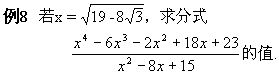 例8 若x=√(19-8√3),求分式
(x⁴-6x³-2x²+18x+23)/(x²-8x+15)的值.